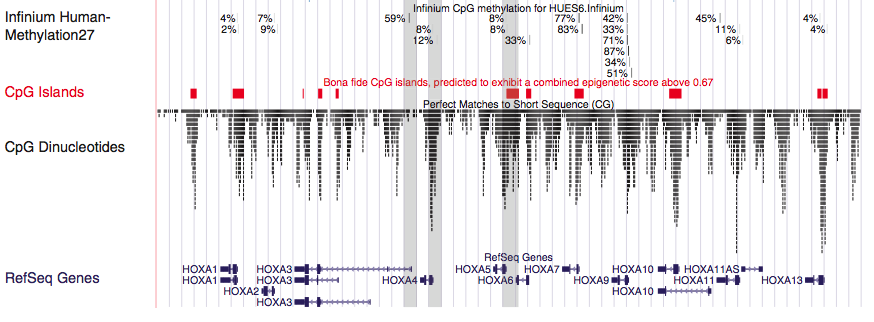 Infinium CpG methylation for HUES6.Infinium
Infinium Human-
Methylation27
4% 7% 59% 8% 77% 42% 45% 4%
2% 9% 8% 8% 83% 33% 11% 4%
12% 33% 71% 6%
87%
34%
51%
Bona fide CpG islands, predicted to exhibit a combined epigenetic score above 0.67
CpG Islands
Perfect Matches to Short Sequence (CG)
CpG Dinucleotides
RefSeq Genes
RefSeq Genes
HOXA1 HOXA3 HOXA5 HOXA7 HOXA10 HOXA11AS
HOXA1 HOXA3 HOXA4 HOXA6 HOXA9 HOXA11 HOXA13
HOXA2 HOXA10
HOXA3